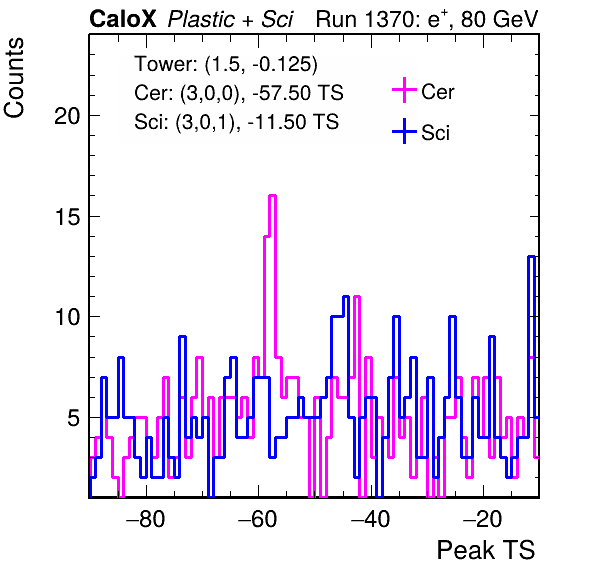 CaloX Plastic + Sci Run 1370: e+, 80 GeV
Counts
Tower: (1.5, -0.125)
Cer: (3,0,0), -57.50 TS
Sci: (3,0,1), -11.50 TS
Cer
Sci
20
15
10
5
−80 −60 −40 −20
Peak TS